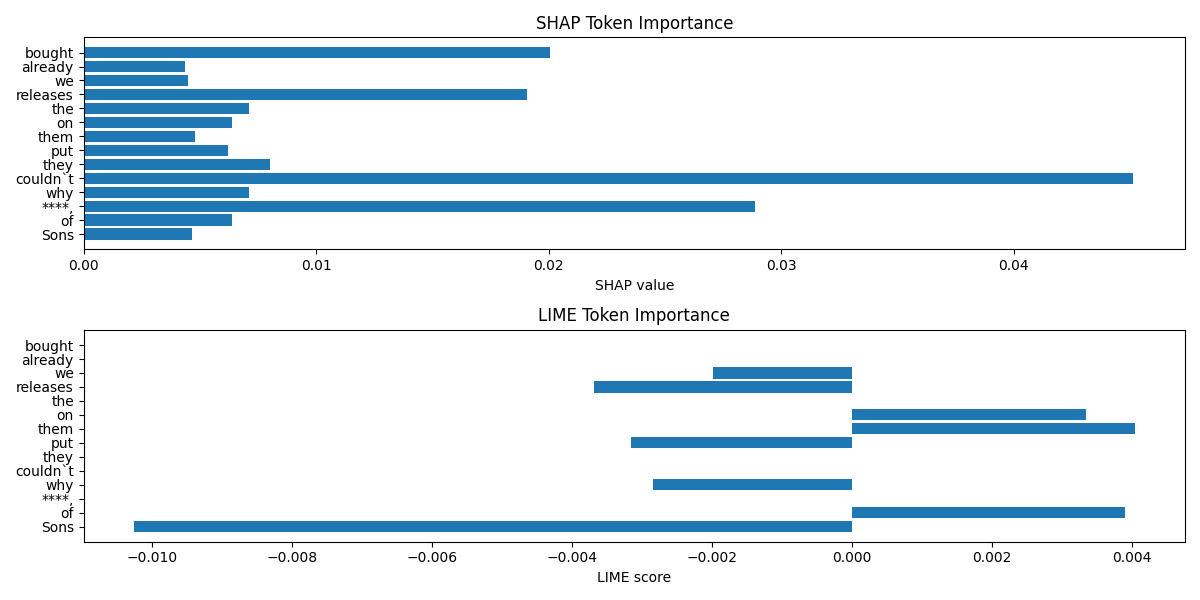 SHAP Token Importance
bought
already
we
releases
the
on
them
put
they
couldn`t
why
****,
of
Sons
0.00 0.01 0.02 0.03 0.04
SHAP value
LIME Token Importance
bought
already
we
releases
the
on
them
put
they
couldn`t
why
****,
of
Sons
−0.010 −0.008 −0.006 −0.004 −0.002 0.000 0.002 0.004
LIME score